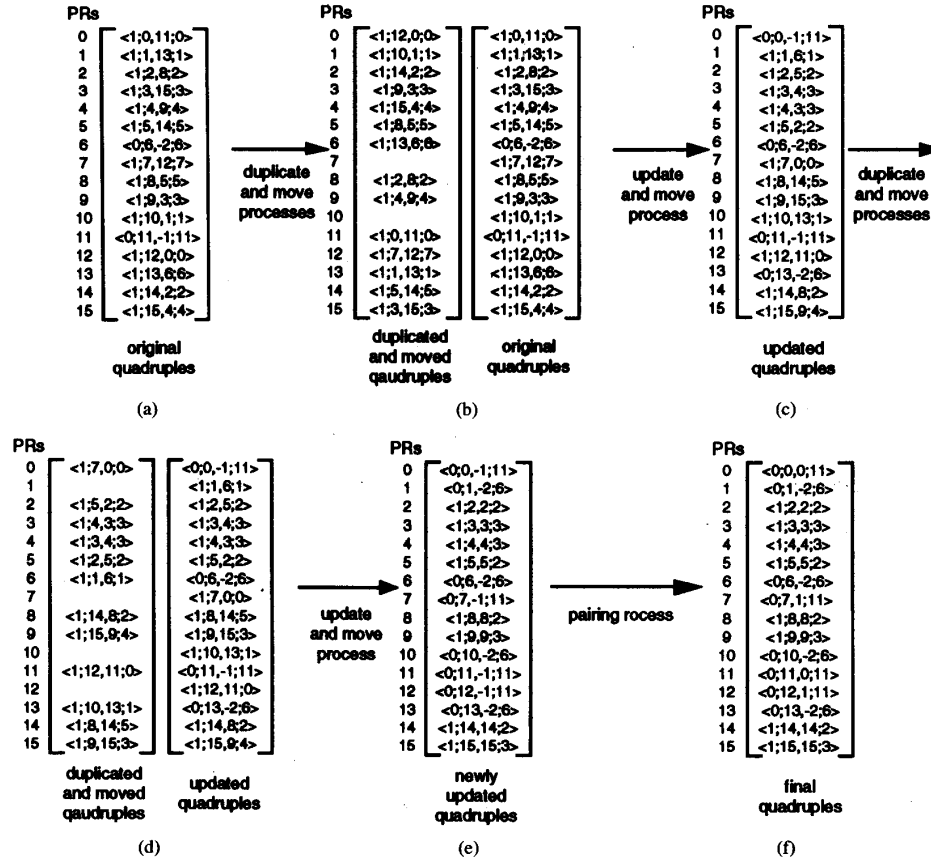 PRs
0 <1;0,11;0>
1 <1;1,13;1>
2 <1;2,8;2>
3 <1;3,15;3>
4 <1;4,9;4>
5 <1;5,14;5>
6 <0;6,-2;6>
7 <1;7,12;7>
8 <1;8,5;5>
9 <1;9,3;3>
10 <1;10,1;1>
11 <0;11,-1;11>
12 <1;12,0;0>
13 <1;13,6;6>
14 <1;14,2;2>
15 <1;15,4;4>
original
quadruples
(a)
duplicate
and move
processes
PRs
0 <1;12,0;0> <1;0,11;0>
1 <1;10,1;1> <1;1,13;1>
2 <1;14,2;2> <1;2,8;2>
3 <1;9,3;3> <1;3,15;3>
4 <1;15,4;4> <1;4,9;4>
5 <1;8,5;5> <1;5,14;5>
6 <1;13,6;6> <0;6,-2;6>
7 <1;7,12;7>
8 <1;2,8;2> <1;8,5;5>
9 <1;4,9;4> <1;9,3;3>
10 <1;10,1;1>
11 <1;0,11;0> <0;11,-1;11>
12 <1;7,12;7> <1;12,0;0>
13 <1;1,13;1> <1;13,6;6>
14 <1;5,14;5> <1;14,2;2>
15 <1;3,15;3> <1;15,4;4>
duplicated
and moved
qaudruples
original
quadruples
(b)
update
and move
process
PRs
0 <0;0,-1;11>
1 <1;1,6;1>
2 <1;2,5;2>
3 <1;3,4;3>
4 <1;4,3;3>
5 <1;5,2;2>
6 <0;6,-2;6>
7 <1;7,0;0>
8 <1;8,14;5>
9 <1;9,15;3>
10 <1;10,13;1>
11 <0;11,-1;11>
12 <1;12,11;0>
13 <0;13,-2;6>
14 <1;14,8;2>
15 <1;15,9;4>
updated
quadruples
(c)
duplicate
and move
processes
PRs
0 <1;7,0;0> <0;0,-1;11>
1 <1;1,6;1>
2 <1;5,2;2> <1;2,5;2>
3 <1;4,3;3> <1;3,4;3>
4 <1;3,4;3> <1;4,3;3>
5 <1;2,5;2> <1;5,2;2>
6 <1;1,6;1> <0;6,-2;6>
7 <1;7,0;0>
8 <1;14,8;2> <1;8,14;5>
9 <1;15,9;4> <1;9,15;3>
10 <1;10,13;1>
11 <1;12,11;0> <0;11,-1;11>
12 <1;12,11;0>
13 <1;10,13;1> <0;13,-2;6>
14 <1;8,14;5> <1;14,8;2>
15 <1;9,15;3> <1;15,9;4>
duplicated
and moved
qaudruples
updated
quadruples
(d)
update
and move
process
PRs
0 <0;0,-1;11>
1 <0;1,-2;6>
2 <1;2,2;2>
3 <1;3,3;3>
4 <1;4,4;3>
5 <1;5,5;2>
6 <0;6,-2;6>
7 <0;7,-1;11>
8 <1;8,8;2>
9 <1;9,9;3>
10 <0;10,-2;6>
11 <0;11,-1;11>
12 <0;12,-1;11>
13 <0;13,-2;6>
14 <1;14,14;2>
15 <1;15,15;3>
newly
updated
quadruples
(e)
pairing rocess
PRs
0 <0;0,0;11>
1 <0;1,-2;6>
2 <1;2,2;2>
3 <1;3,3;3>
4 <1;4,4;3>
5 <1;5,5;2>
6 <0;6,-2;6>
7 <0;7,1;11>
8 <1;8,8;2>
9 <1;9,9;3>
10 <0;10,-2;6>
11 <0;11,0;11>
12 <0;12,1;11>
13 <0;13,-2;6>
14 <1;14,14;2>
15 <1;15,15;3>
final
quadruples
(f)